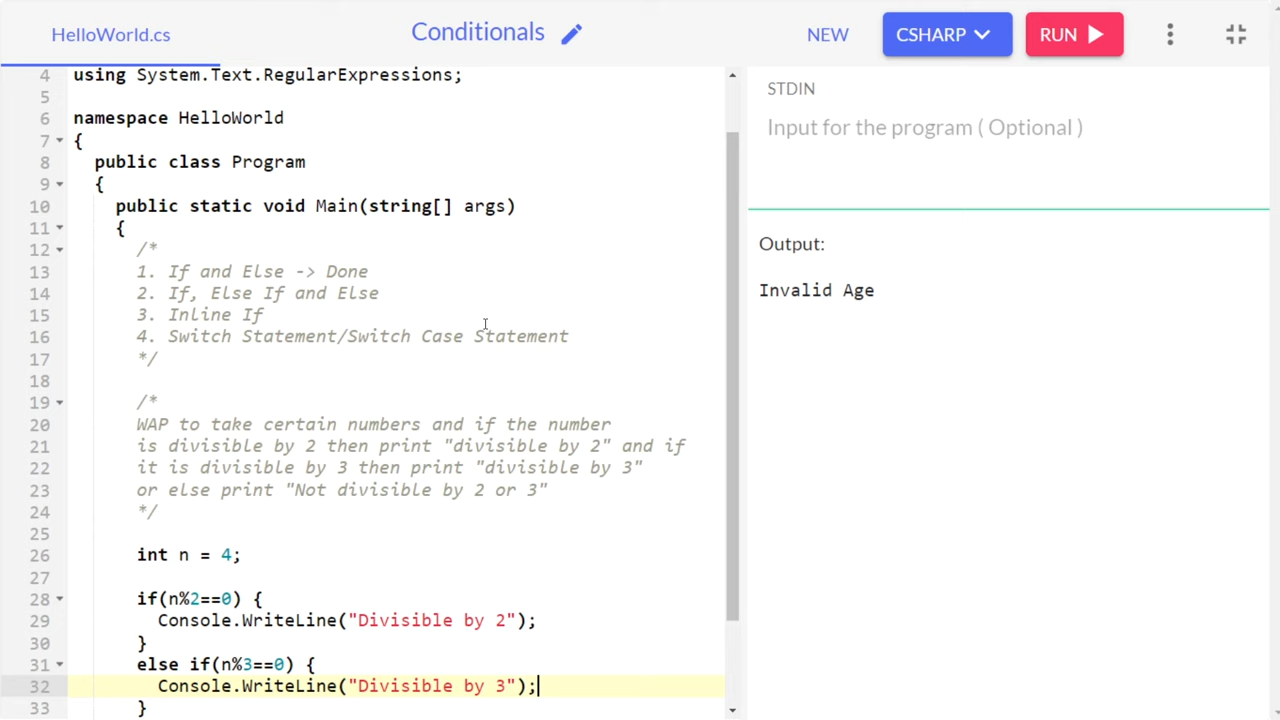 HelloWorld.cs
Conditionals
NEW
CSHARP
RUN
4 using System.Text.RegularExpressions;
5
6 namespace HelloWorld
7 {
8 public class Program
9 {
10 public static void Main(string[] args)
11 {
12 /*
13 1. If and Else -> Done
14 2. If, Else If and Else
15 3. Inline If
16 4. Switch Statement/Switch Case Statement
17 */
18
19 /*
20 WAP to take certain numbers and if the number
21 is divisible by 2 then print "divisible by 2" and if
22 it is divisible by 3 then print "divisible by 3"
23 or else print "Not divisible by 2 or 3"
24 */
25
26 int n = 4;
27
28 if(n%2==0) {
29 Console.WriteLine("Divisible by 2");
30 }
31 else if(n%3==0) {
32 Console.WriteLine("Divisible by 3");
33 }
STDIN
Input for the program ( Optional )
Output:
Invalid Age